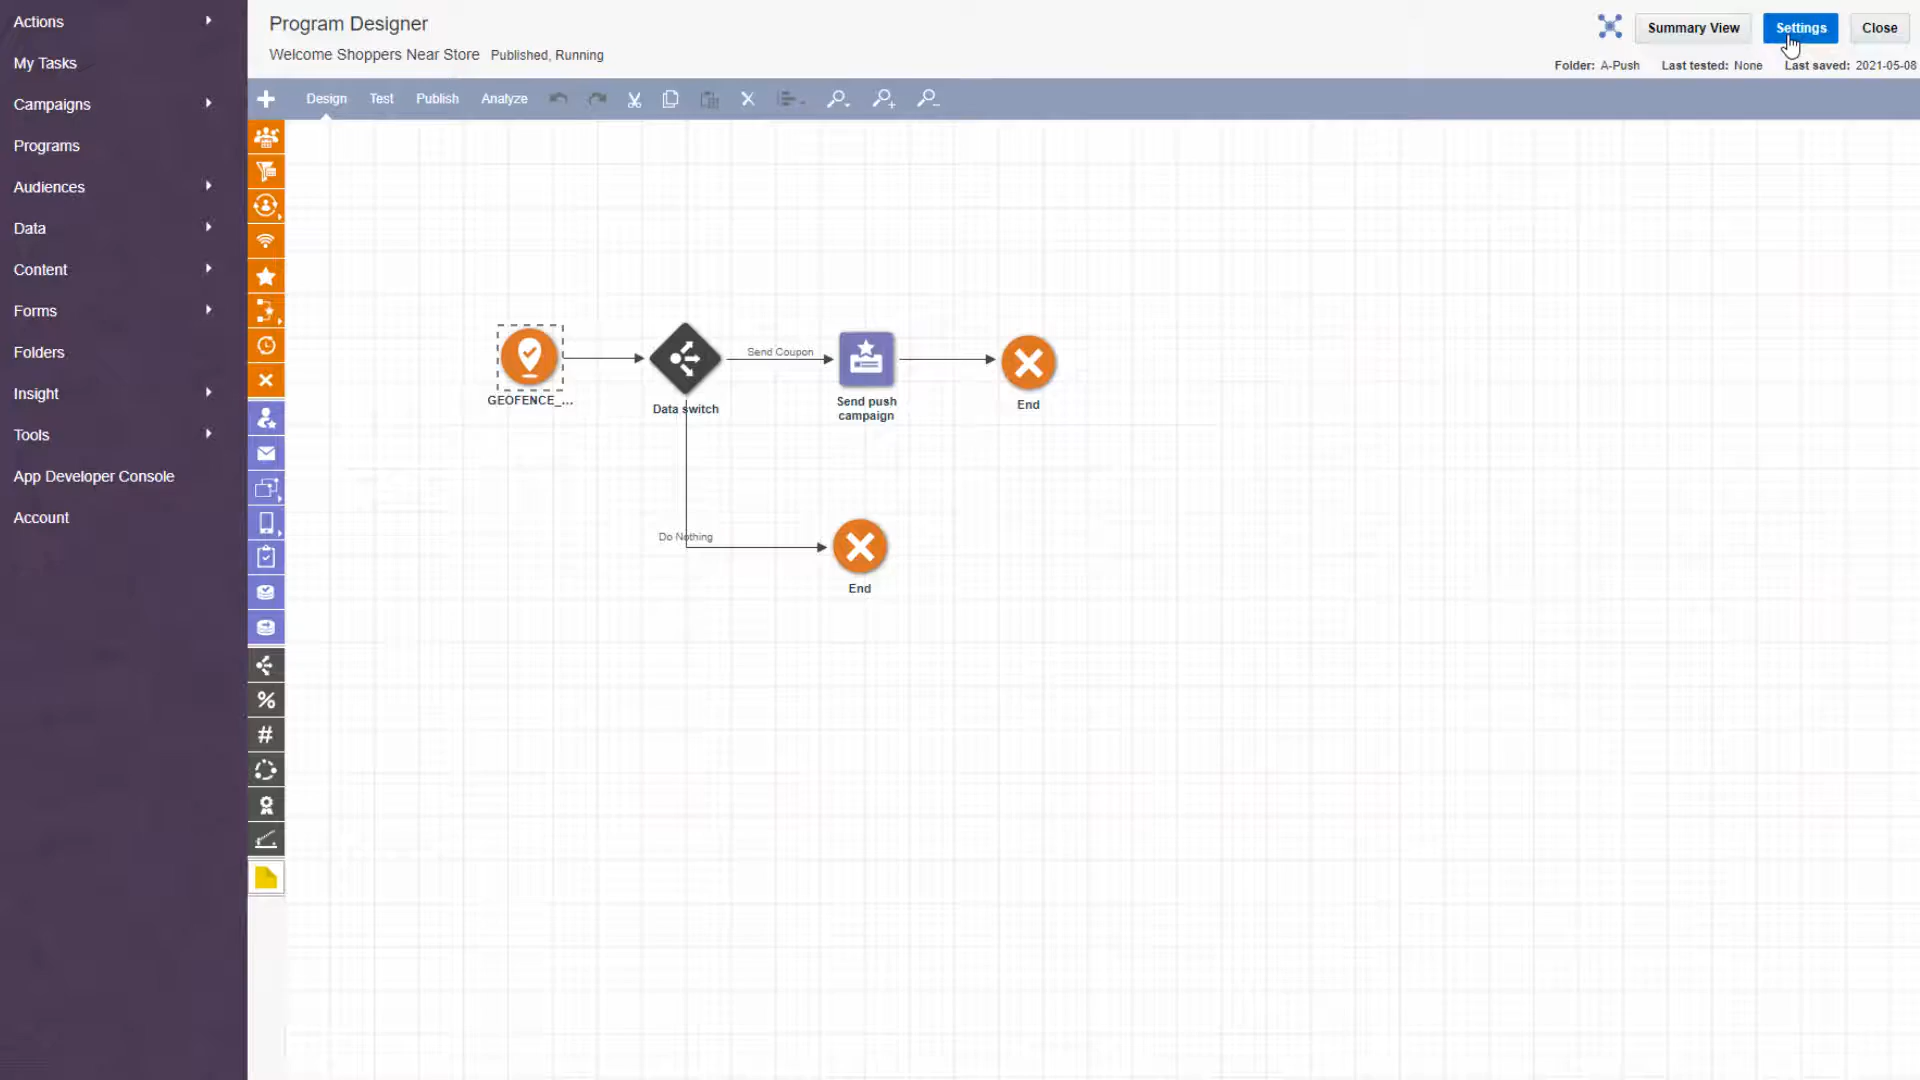 Actions
My Tasks
Campaigns
Programs
Audiences
Data
Content
Forms
Folders
Insight
Tools
App Developer Console
Account
Program Designer
Welcome Shoppers Near Store Published, Running
Summary View
Settings
Close
Folder: A-Push Last tested: None Last saved: 2021-05-08
Design
Test
Publish
Analyze
GEOFENCE_...
Data switch
Send Coupon
Send push
campaign
End
Do Nothing
End